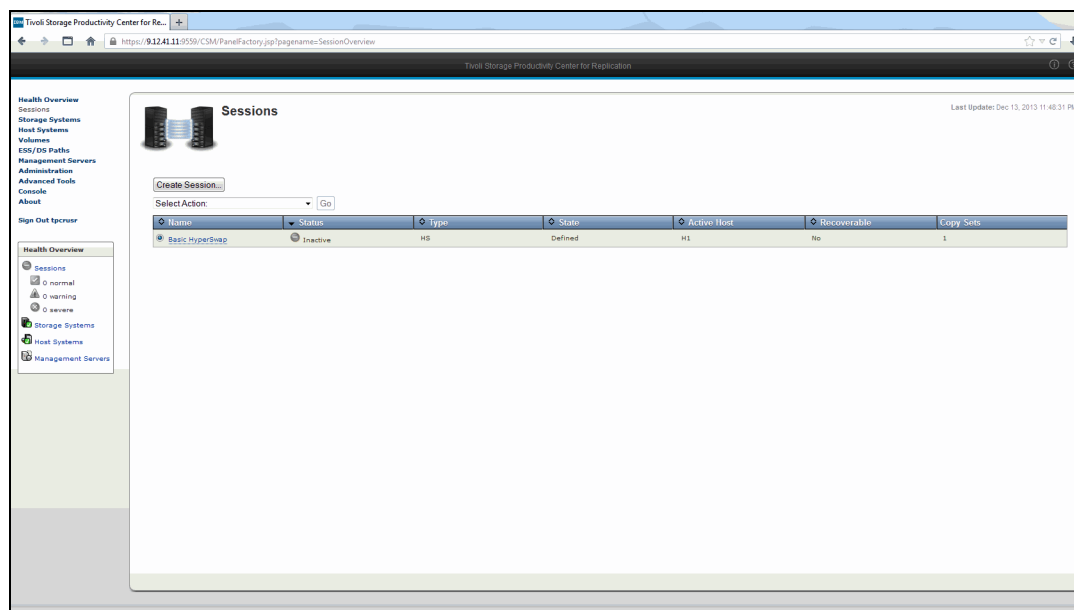 Tivoli Storage Productivity Center for Re...
https://9.12.41.11:9559/CSM/PanelFactory.jsp?pagename=SessionOverview
Tivoli Storage Productivity Center for Replication
Health Overview
Sessions
Storage Systems
Host Systems
Volumes
ESS/DS Paths
Management Servers
Administration
Advanced Tools
Console
About
Sign Out tpcrusr
Health Overview
Sessions
0 normal
0 warning
0 severe
Storage Systems
Host Systems
Management Servers
Sessions
Last Update: Dec 13, 2013 11:48:31 PM
Create Session...
Select Action: Go
Name Status Type State Active Host Recoverable Copy Sets
Basic HyperSwap Inactive HS Defined H1 No 1